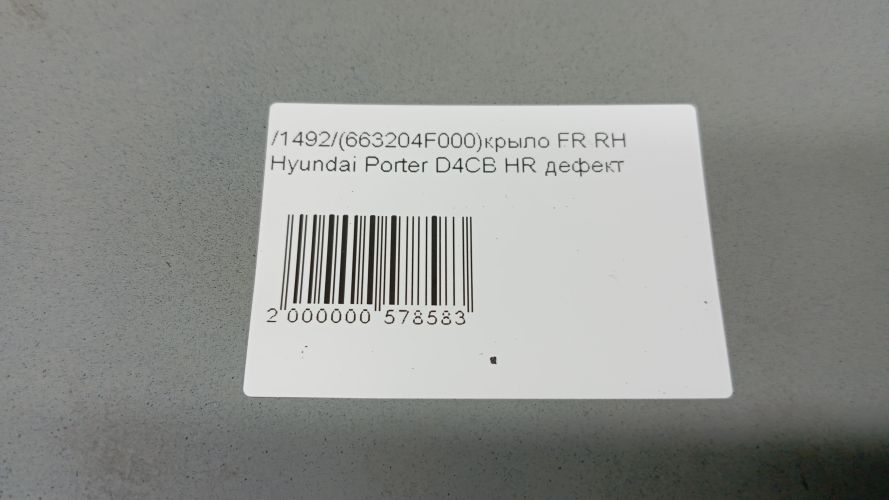 /1492/(663204F000)крыло FR RH
Hyundai Porter D4CB HR дефект
2 000000 578583